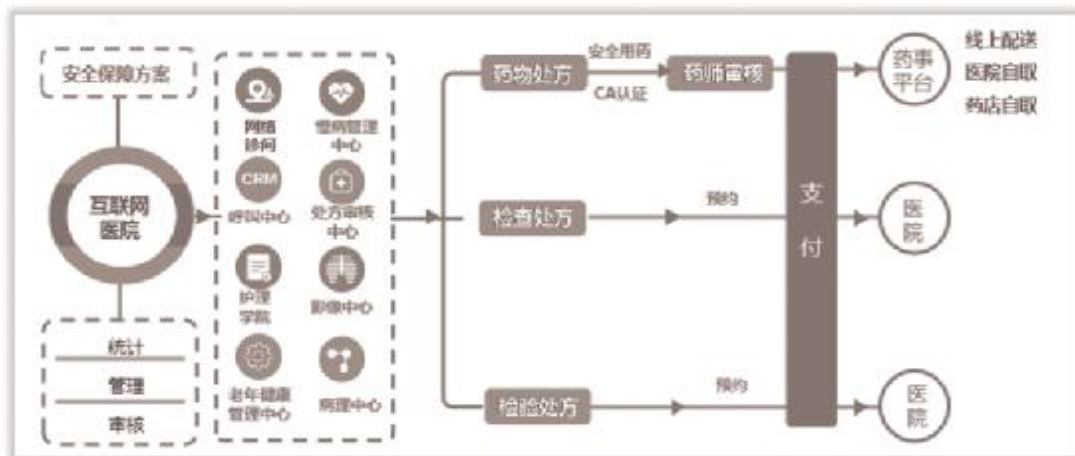 安全保障方案
互联网
医院
统计
管理
审核
网络
诊间
慢病管理
中心
CRM
呼叫中心
处方审核
中心
护理
学院
影像中心
老年健康
管理中心
病理中心
药物处方
安全用药
CA认证
药师审核
检查处方
预约
检验处方
预约
支
付
药事
平台
线上配送
医院自取
药店自取
医
院
医
院